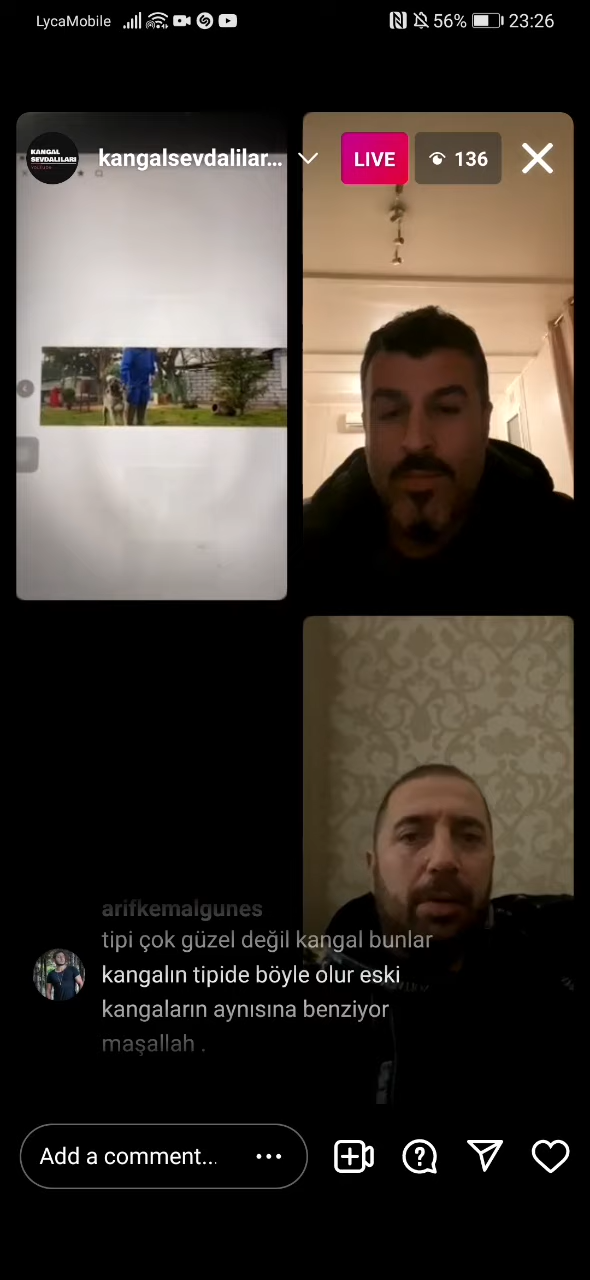 LycaMobile
56%
23:26
KANGAL
SEVDALILARI
kangalsevdalilar...
LIVE
136
arifkemalgunes
tipi çok güzel değil kangal bunlar
kangalın tipide böyle olur eski
kangaların aynısına benziyor
maşallah .
Add a comment...